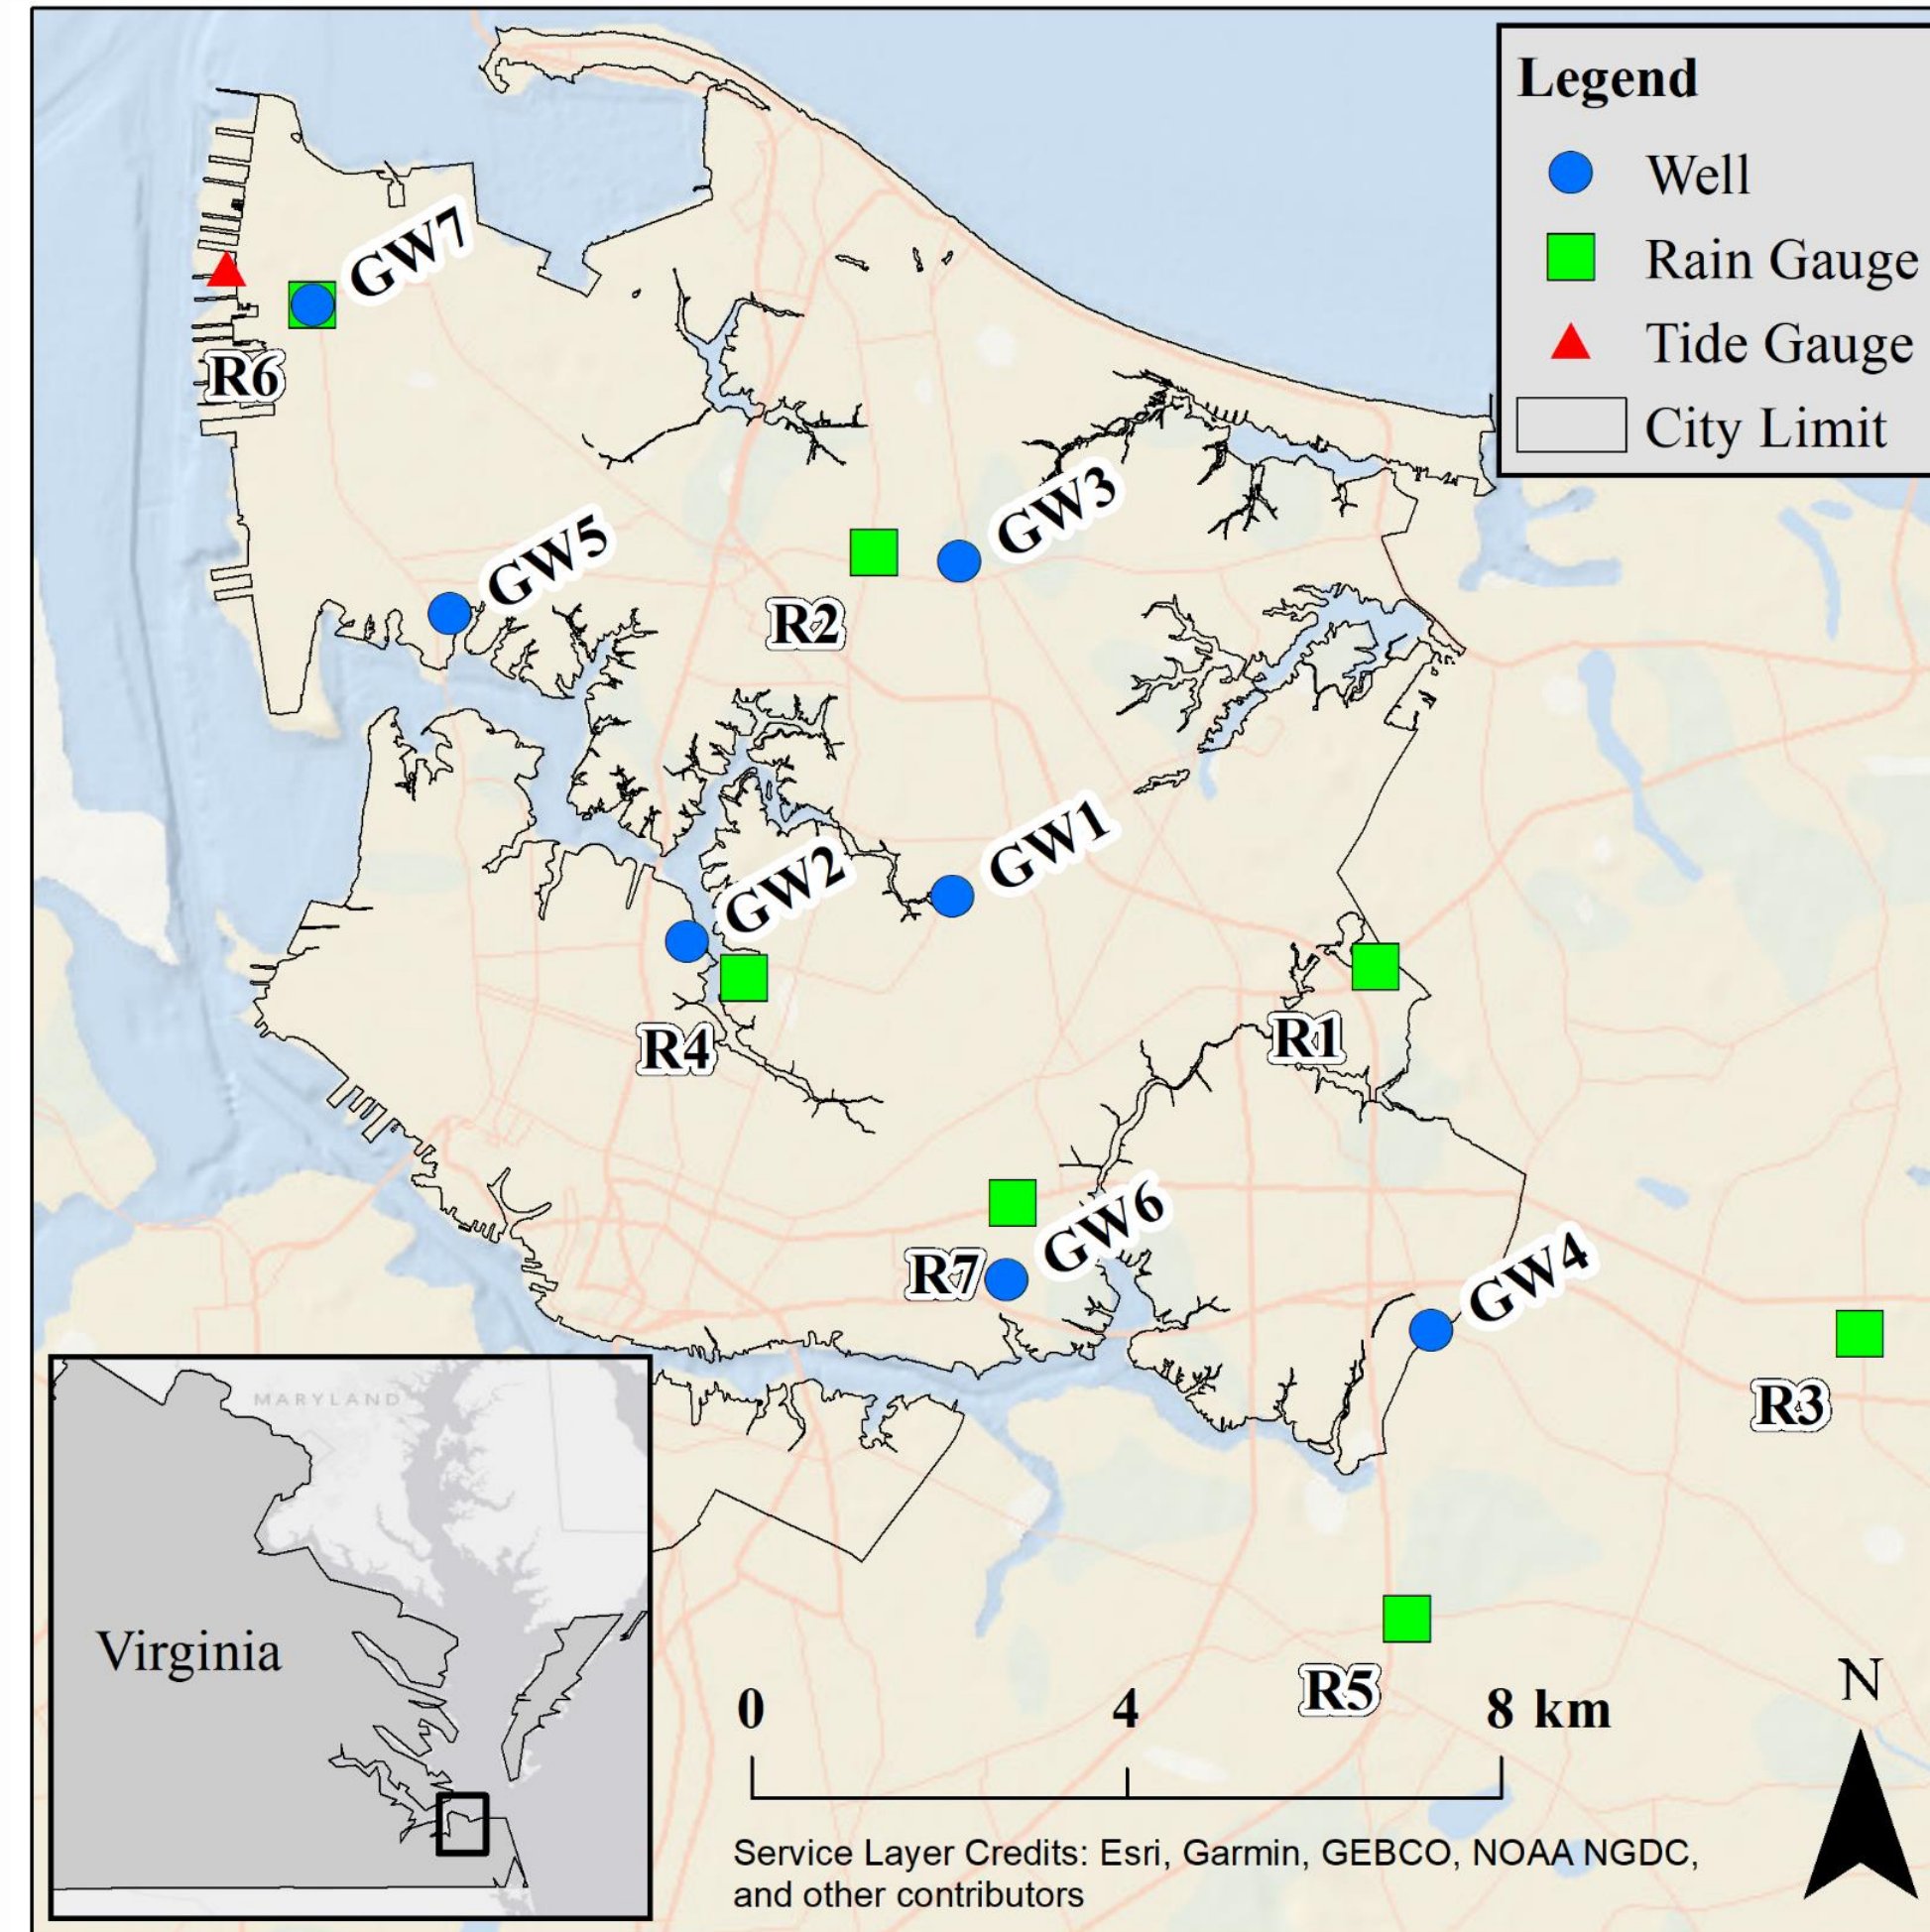 Legend
Well
Rain Gauge
Tide Gauge
City Limit
GW7
R6
GW3
GW5
R2
GW1
GW2
R4
R1
GW6
R7
GW4
R3
MARYLAND
Virginia
R5
N
0 4 8 km
Service Layer Credits: Esri, Garmin, GEBCO, NOAA NGDC,
and other contributors